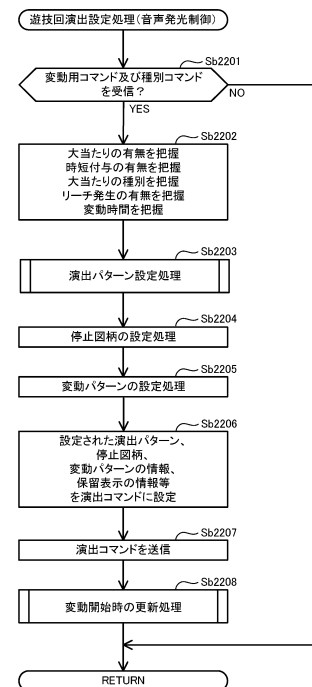 遊技回演出設定処理(音声発光制御)
Sb2201
変動用コマンド及び種別コマンド
を受信?
NO
YES
Sb2202
大当たりの有無を把握
時短付与の有無を把握
大当たりの種別を把握
リーチ発生の有無を把握
変動時間を把握
Sb2203
演出パターン設定処理
Sb2204
停止図柄の設定処理
Sb2205
変動パターンの設定処理
Sb2206
設定された演出パターン、
停止図柄、
変動パターンの情報、
保留表示の情報等
を演出コマンドに設定
Sb2207
演出コマンドを送信
Sb2208
変動開始時の更新処理
RETURN